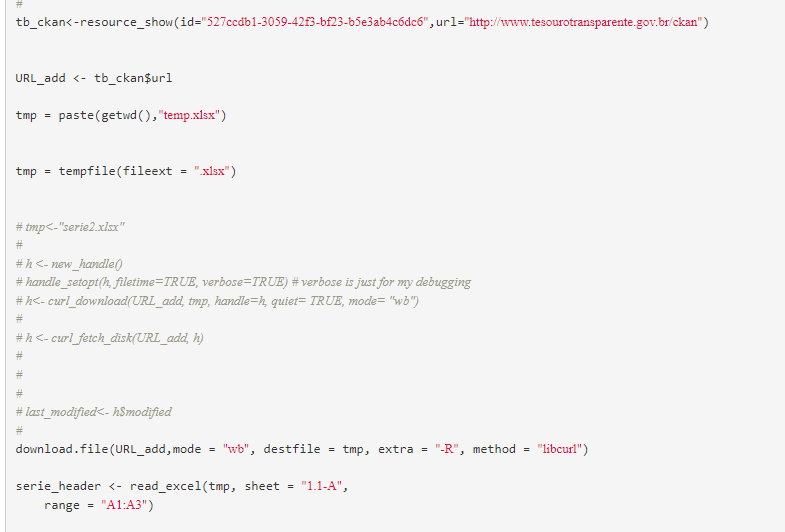 #
tb_ckan<-resource_show(id="527ccdb1-3059-42f3-bf23-b5e3ab4c6dc6",url="http://www.tesourotransparente.gov.br/ckan")
URL_add <- tb_ckan$url
tmp = paste(getwd(),"temp.xlsx")
tmp = tempfile(fileext = ".xlsx")
# tmp<-"serie2.xlsx"
#
# h <- new_handle()
# handle_setopt(h, filetime=TRUE, verbose=TRUE) # verbose is just for my debugging
# h<- curl_download(URL_add, tmp, handle=h, quiet= TRUE, mode= "wb")
#
# h <- curl_fetch_disk(URL_add, h)
#
#
#
# last_modified<- h$modified
#
download.file(URL_add,mode = "wb", destfile = tmp, extra = "-R", method = "libcurl")
serie_header <- read_excel(tmp, sheet = "1.1-A",
range = "A1:A3")